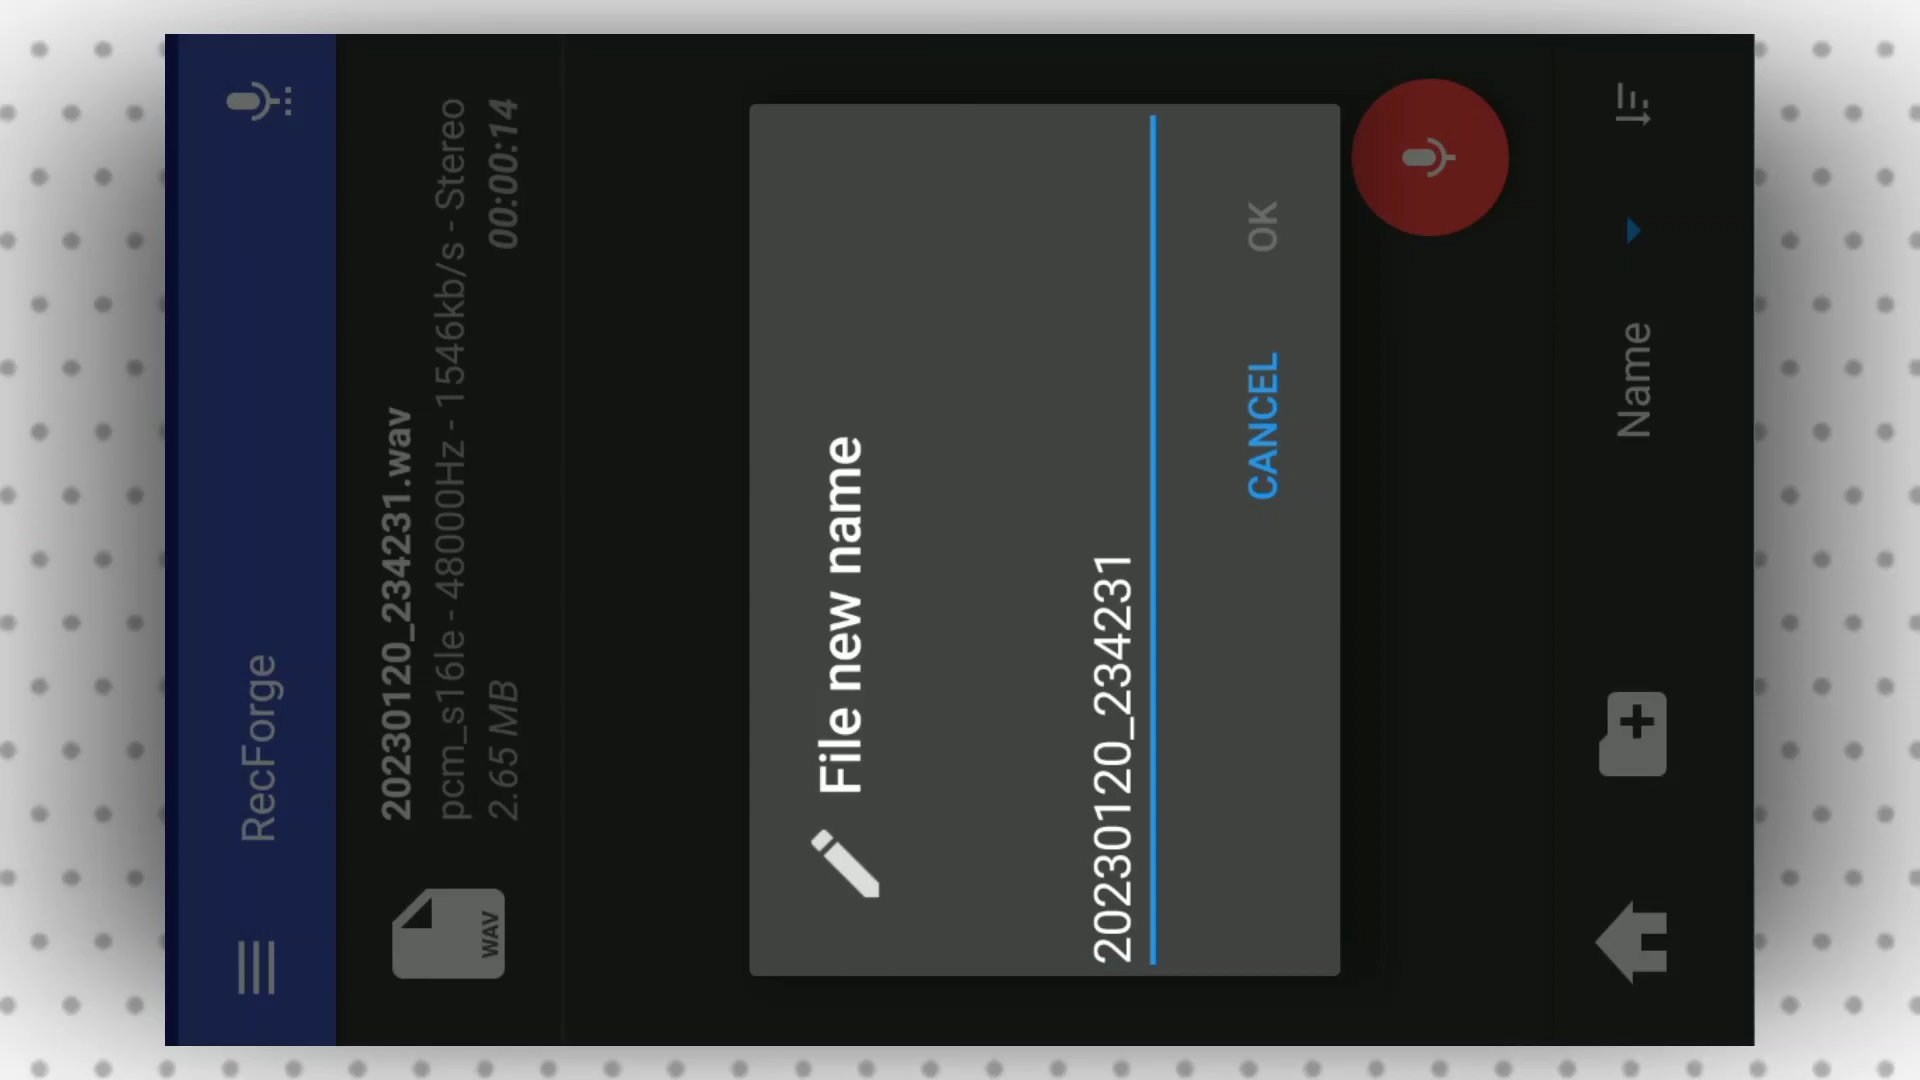 RecForge
20230120_234231.wav
pcm_s16le - 48000Hz - 1546kb/s - Stereo
2.65 MB 00:00:14
WAV
File new name
20230120_234231
CANCEL OK
Name